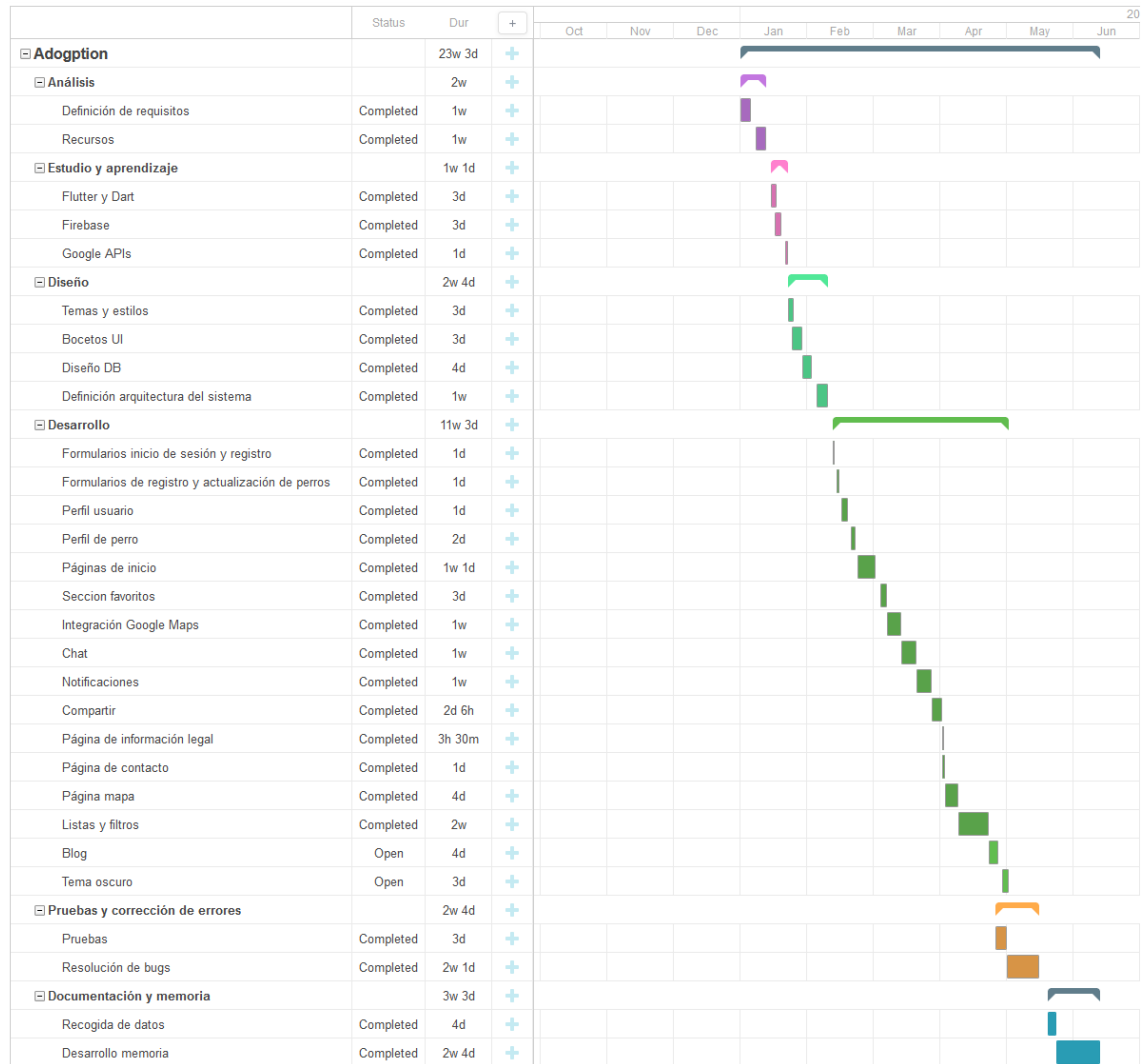 Status Dur + 20
Oct Nov Dec Jan Feb Mar Apr May Jun
Adogption 23w 3d
Análisis 2w
Definición de requisitos Completed 1w
Recursos Completed 1w
Estudio y aprendizaje 1w 1d
Flutter y Dart Completed 3d
Firebase Completed 3d
Google APIs Completed 1d
Diseño 2w 4d
Temas y estilos Completed 3d
Bocetos UI Completed 3d
Diseño DB Completed 4d
Definición arquitectura del sistema Completed 1w
Desarrollo 11w 3d
Formularios inicio de sesión y registro Completed 1d
Formularios de registro y actualización de perros Completed 1d
Perfil usuario Completed 1d
Perfil de perro Completed 2d
Páginas de inicio Completed 1w 1d
Seccion favoritos Completed 3d
Integración Google Maps Completed 1w
Chat Completed 1w
Notificaciones Completed 1w
Compartir Completed 2d 6h
Página de información legal Completed 3h 30m
Página de contacto Completed 1d
Página mapa Completed 4d
Listas y filtros Completed 2w
Blog Open 4d
Tema oscuro Open 3d
Pruebas y corrección de errores 2w 4d
Pruebas Completed 3d
Resolución de bugs Completed 2w 1d
Documentación y memoria 3w 3d
Recogida de datos Completed 4d
Desarrollo memoria Completed 2w 4d